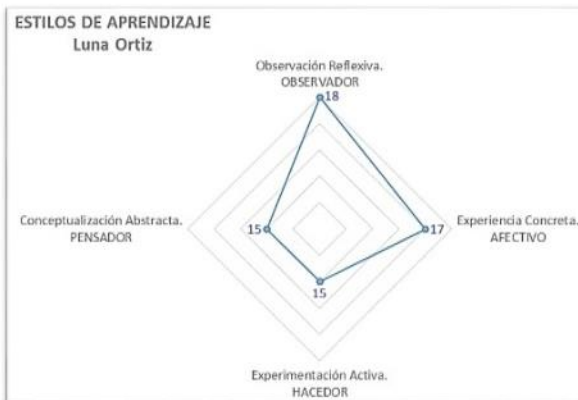 ESTILOS DE APRENDIZAJE
Luna Ortiz
Observación Reflexiva.
OBSERVADOR
18
Conceptualización Abstracta.
PENSADOR
15
17
Experiencia Concreta.
AFECTIVO
15
Experimentación Activa.
HACEDOR